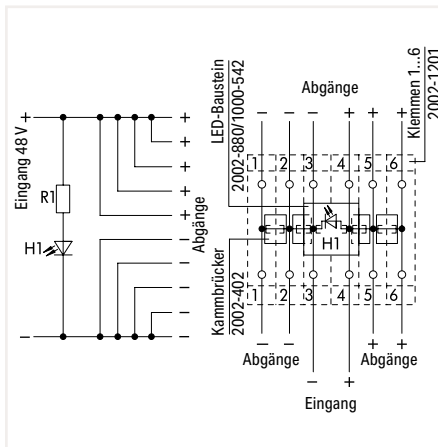 Eingang 48 V
+
R1
H1
–
+
+
+
+
+
–
–
–
–
–
Abgänge
LED-Baustein
2002-880/1000-542
Kammbrücker
2002-402
Klemmen 1...6
2002-1201
Abgänge
– – – + + +
1 2 3 4 5 6
H1
1 2 3 4 5 6
– – + +
Abgänge Abgänge
– +
Eingang